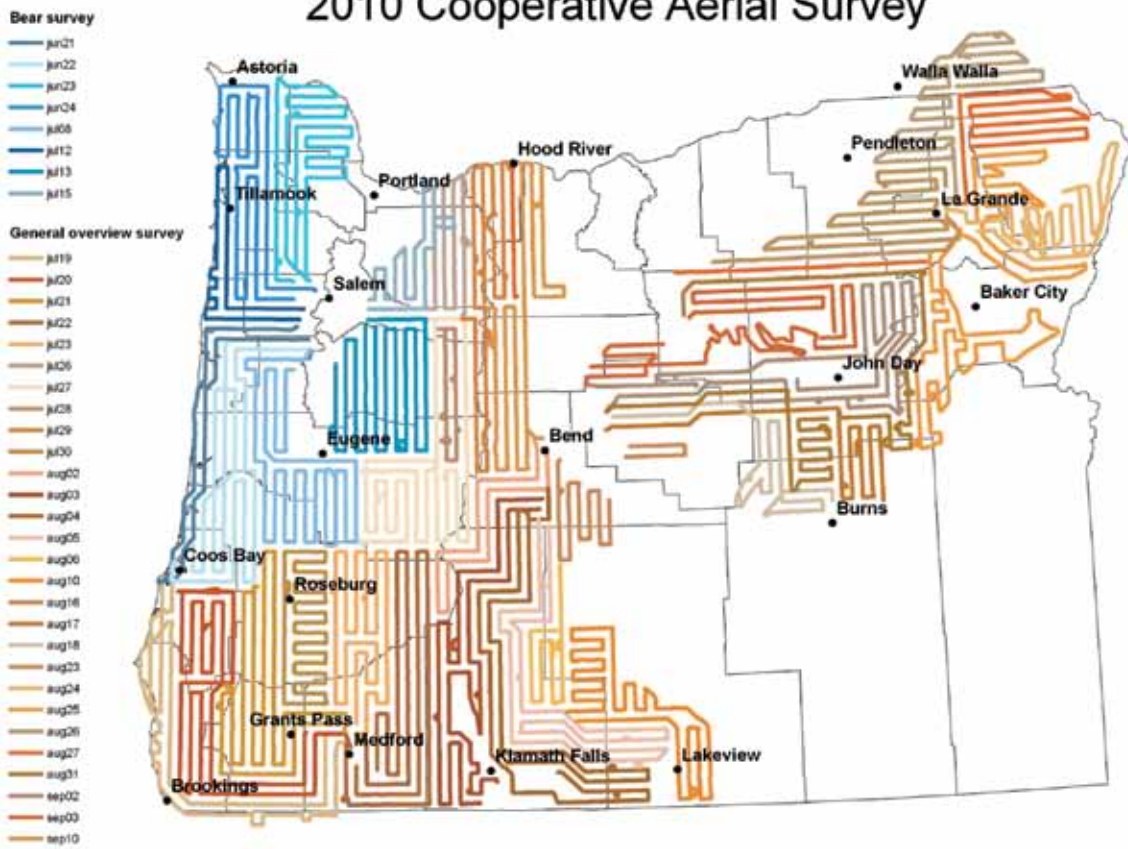 2010 Cooperative Aerial Survey
Bear survey
jun21
jun22
jun23
jun24
jul08
jul12
jul13
jul15
General overview survey
jul19
jul20
jul21
jul22
jul23
jul26
jul27
jul28
jul29
jul30
aug02
aug03
aug04
aug05
aug06
aug10
aug16
aug17
aug18
aug23
aug24
aug25
aug26
aug27
aug31
sep02
sep03
sep10
Astoria
Walla Walla
Pendleton
Hood River
Portland
Tillamook
La Grande
Salem
Baker City
John Day
Eugene
Bend
Burns
Coos Bay
Roseburg
Grants Pass
Medford
Klamath Falls
Lakeview
Brookings